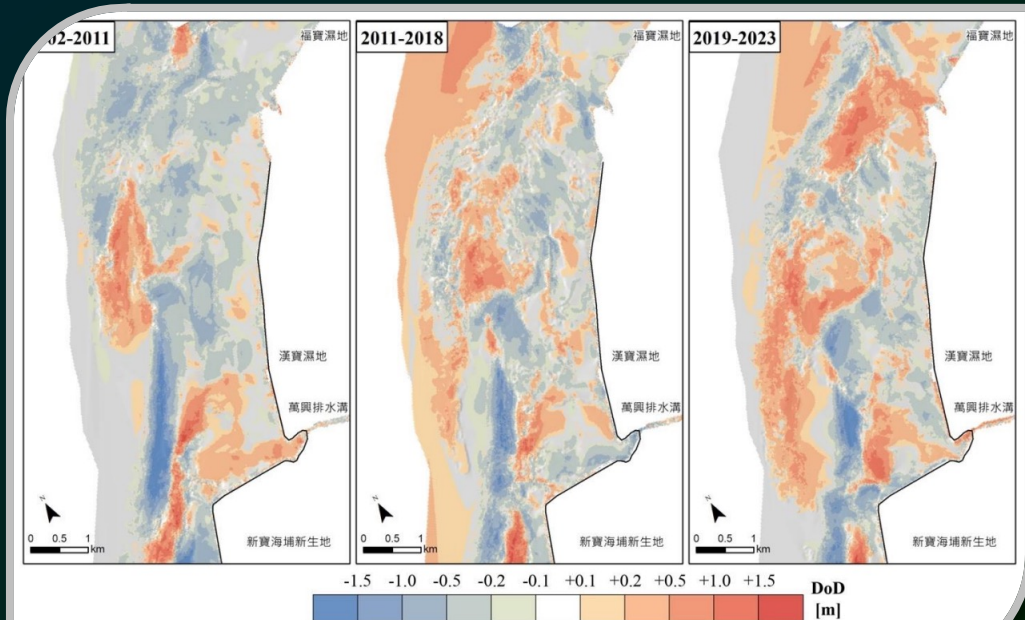 02-2011
福寶濕地
漢寶濕地
萬興排水溝
新寶海埔新生地
N
0 0.5 1
km
2011-2018
福寶濕地
漢寶濕地
萬興排水溝
新寶海埔新生地
N
0 0.5 1
km
2019-2023
福寶濕地
漢寶濕地
萬興排水溝
新寶海埔新生地
N
0 0.5 1
km
-1.5 -1.0 -0.5 -0.2 -0.1 +0.1 +0.2 +0.5 +1.0 +1.5 DoD
[m]